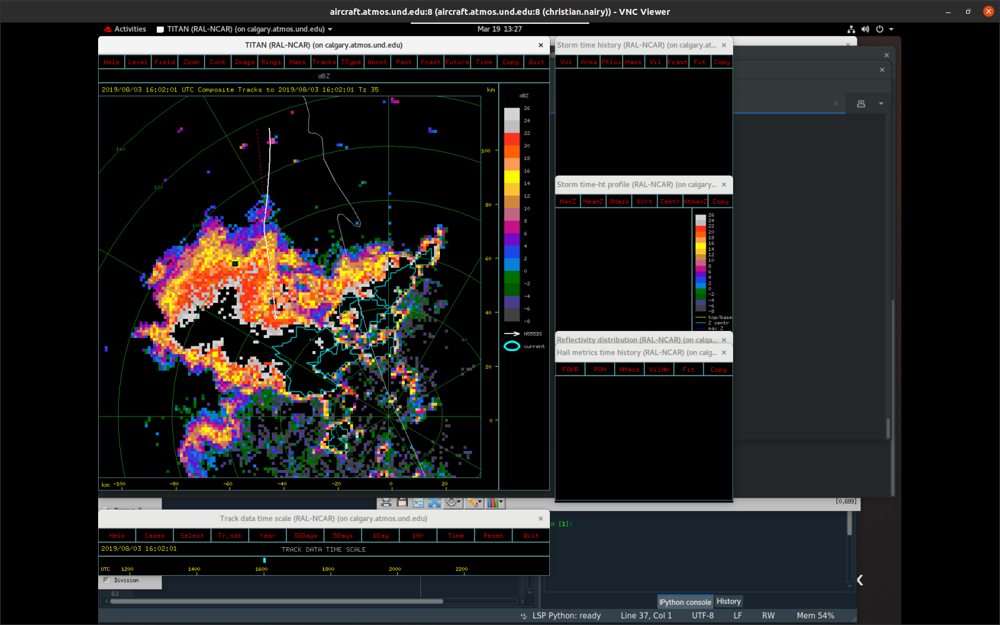 aircraft.atmos.und.edu:8 (aircraft.atmos.und.edu:8 (christian.nairy)) - VNC Viewer
Activities TITAN (RAL-NCAR) (on calgary.atmos.und.edu)
Mar 19 13:27
TITAN (RAL-NCAR) (on calgary.atmos.und.edu)
Help Level Field Zoom Cont Image Rings Maps Tracks TType Annot Past Fcast Future Time Copy Quit
dBZ
2019/08/03 16:02:01 UTC Composite Tracks to 2019/08/03 16:02:01 Tz 35
km
140
120
100
40
40
20
20
20
20
100
80
60
40
20
0
km -100 -80 -60 -40 -20 0 20
dBZ
26
24
22
20
18
16
14
12
10
8
6
4
2
0
-2
-4
-6
-8
N555DS
current
Storm time history (RAL-NCAR) (on calgary.at...
Vol Area PFlux Mass Vil Fcast Fit Copy
Storm time-ht profile (RAL-NCAR) (on calgary...
MaxZ MeanZ XMass Vort Centr HtmaxZ Copy
26
24
22
20
18
16
14
12
10
8
6
4
2
0
-2
-4
-6
-8
top/base
Z centr
max Z
Reflectivity distribution (RAL-NCAR) (on calga...
Hail metrics time history (RAL-NCAR) (on calg...
FOKR POH HMass VilHm Fit Copy
[0,689]
Track data time scale (RAL-NCAR) (on calgary.atmos.und.edu)
Help Cases Select Tr_set Year 30Days 5Days 1Day 1Hr Time Reset Quit
2019/08/03 16:02:01
TRACK DATA TIME SCALE
UTC 1200 1400 1600 1800 2000 2200
Division
63
n [1]:
IPython console History
LSP Python: ready Line 37, Col 1 UTF-8 LF RW Mem 54%